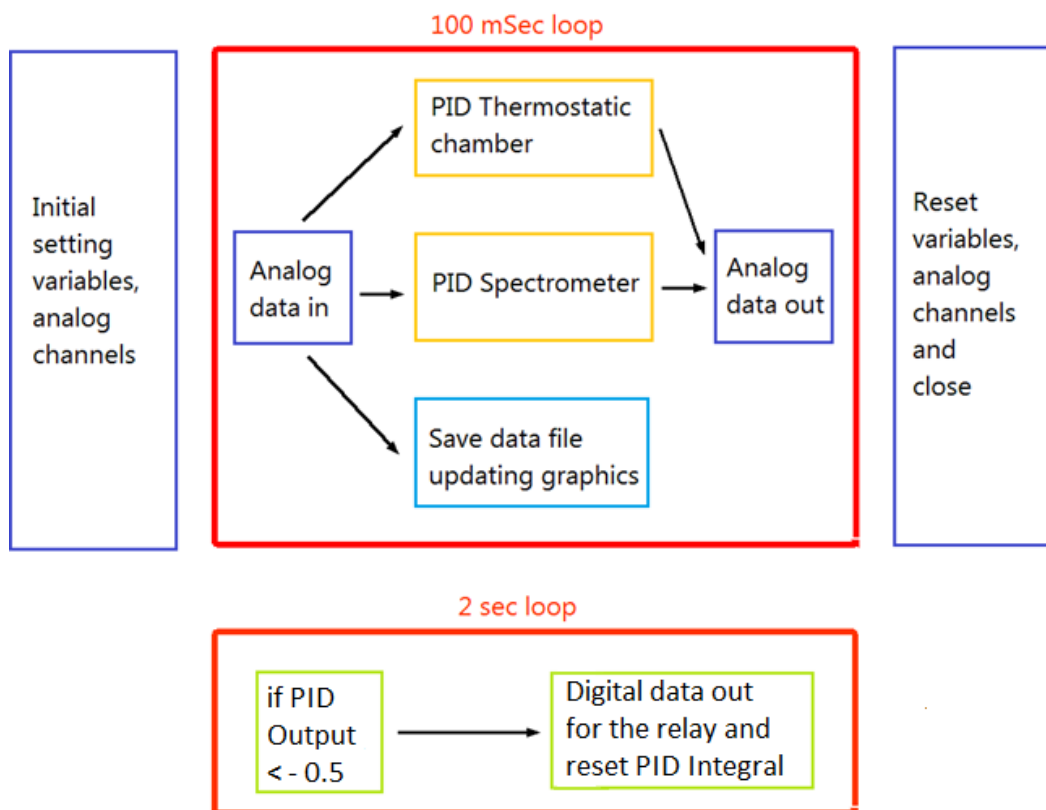 100 mSec loop
Initial
setting
variables,
analog
channels
Analog
data in
PID Thermostatic
chamber
PID Spectrometer
Save data file
updating graphics
Analog
data out
Reset
variables,
analog
channels
and
close
2 sec loop
if PID
Output
< - 0.5
Digital data out
for the relay and
reset PID Integral